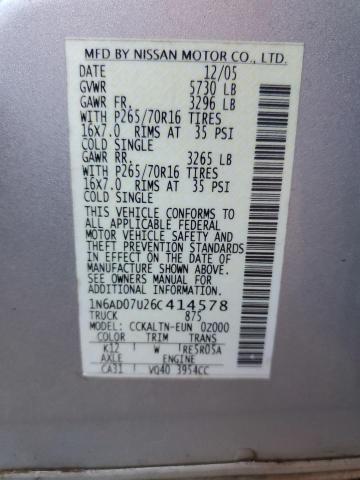 MFD BY NISSAN MOTOR CO., LTD.
DATE 12/05
GVWR 5730 LB
GAWR FR. 3296 LB
WITH P265/70R16 TIRES
16X7.0 RIMS AT 35 PSI
COLD SINGLE
GAWR RR. 3265 LB
WITH P265/70R16 TIRES
16X7.0 RIMS AT 35 PSI
COLD SINGLE
THIS VEHICLE CONFORMS TO
ALL APPLICABLE FEDERAL
MOTOR VEHICLE SAFETY AND
THEFT PREVENTION STANDARDS
IN EFFECT ON THE DATE OF
MANUFACTURE SHOWN ABOVE.
SEE OWNERS MANUAL FOR
ADDITIONAL INFORMATION
1N6AD07U26C414578
TRUCK 875
MODEL: CCKALTN-EUN 02000
COLOR TRIM TRANS
K12 W RE5R05A
AXLE ENGINE
CA31 VQ40 3954CC